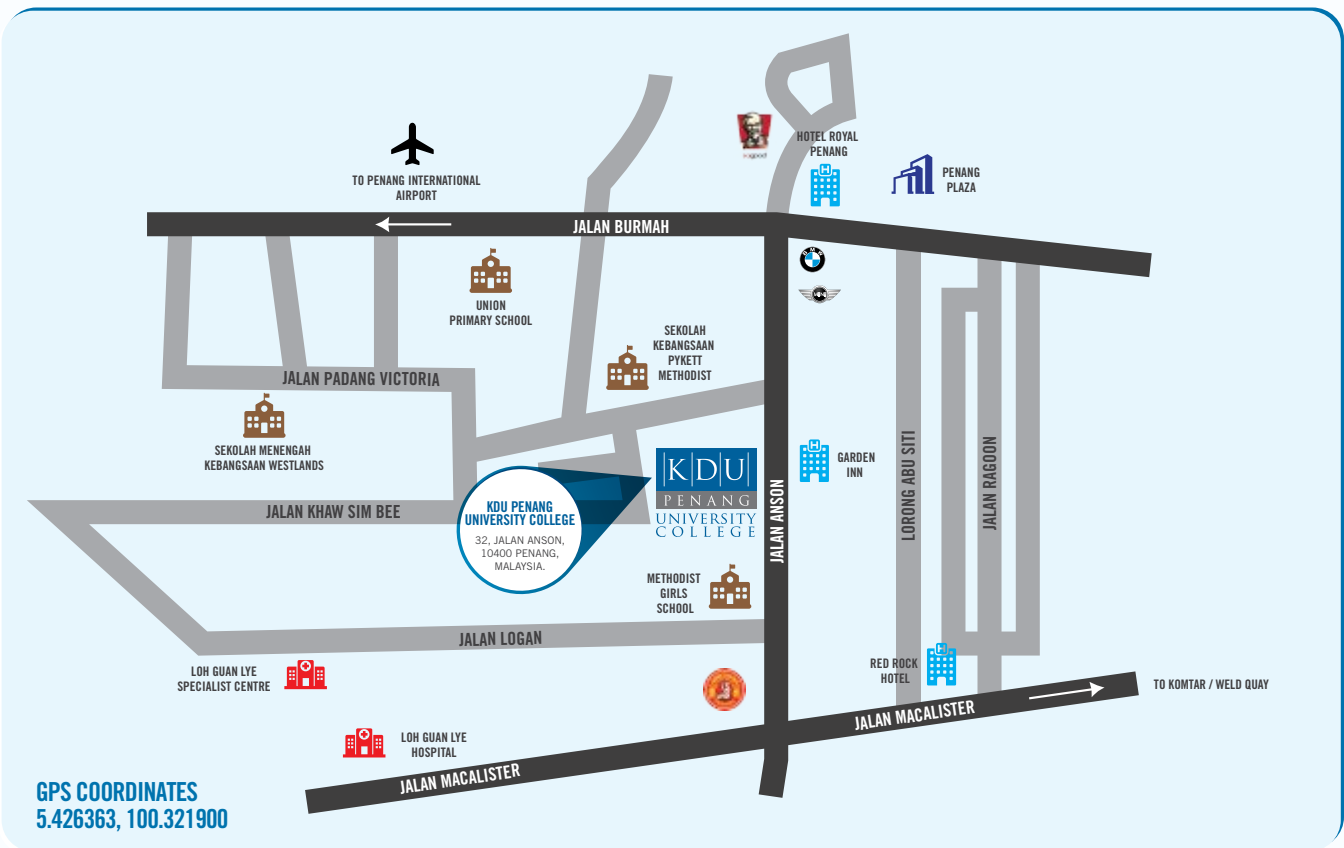 HOTEL ROYAL
PENANG
PENANG
PLAZA
TO PENANG INTERNATIONAL
AIRPORT
JALAN BURMAH
BMW
MINI
UNION
PRIMARY SCHOOL
SEKOLAH
KEBANGSAAN
PYKETT
METHODIST
JALAN PADANG VICTORIA
SEKOLAH MENENGAH
KEBANGSAAN WESTLANDS
GARDEN
INN
LORONG ABU SITI
JALAN RAGOON
JALAN ANSON
KDU
PENANG
UNIVERSITY
COLLEGE
JALAN KHAW SIM BEE
KDU PENANG
UNIVERSITY COLLEGE
32, JALAN ANSON,
10400 PENANG,
MALAYSIA.
METHODIST
GIRLS
SCHOOL
JALAN LOGAN
LOH GUAN LYE
SPECIALIST CENTRE
RED ROCK
HOTEL
TO KOMTAR / WELD QUAY
JALAN MACALISTER
LOH GUAN LYE
HOSPITAL
JALAN MACALISTER
GPS COORDINATES
5.426363, 100.321900